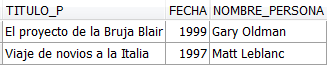 TITULO_P FECHA NOMBRE_PERSONA
El proyecto de la Bruja Blair 1999 Gary Oldman
Viaje de novios a la Italia 1997 Matt Leblanc